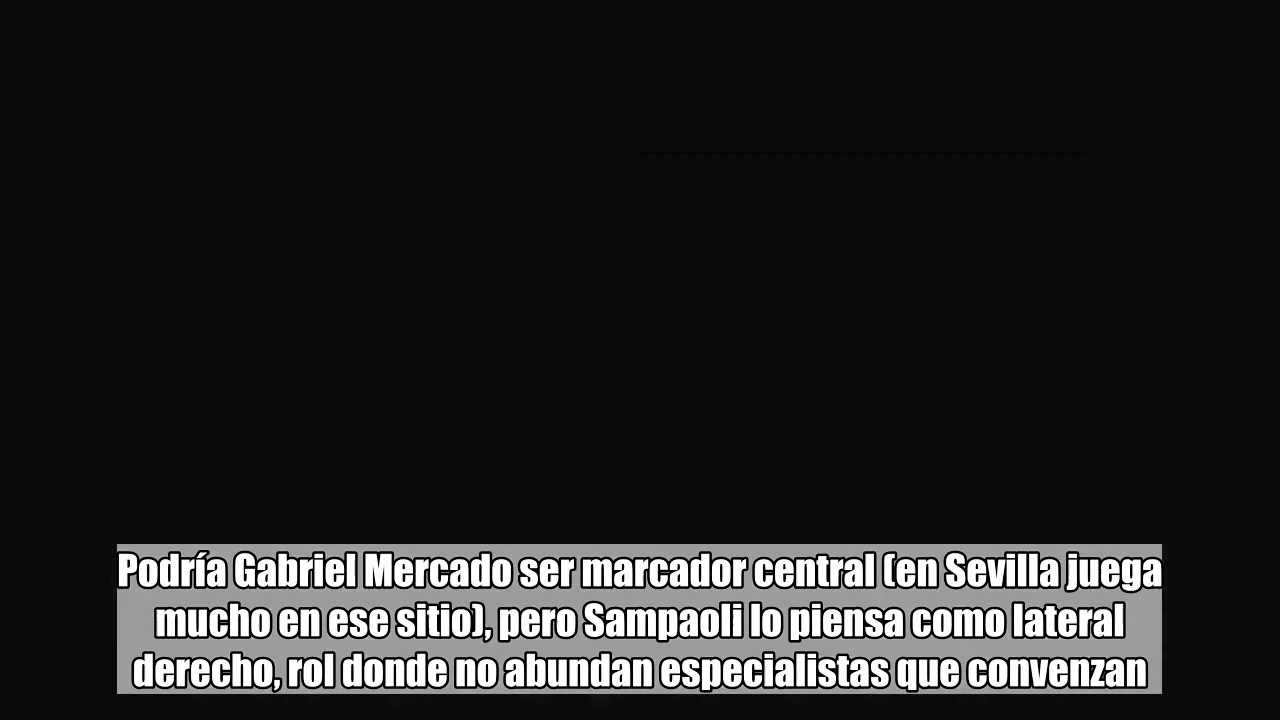 Podría Gabriel Mercado ser marcador central (en Sevilla juega
mucho en ese sitio), pero Sampaoli lo piensa como lateral
derecho, rol donde no abundan especialistas que convenzan